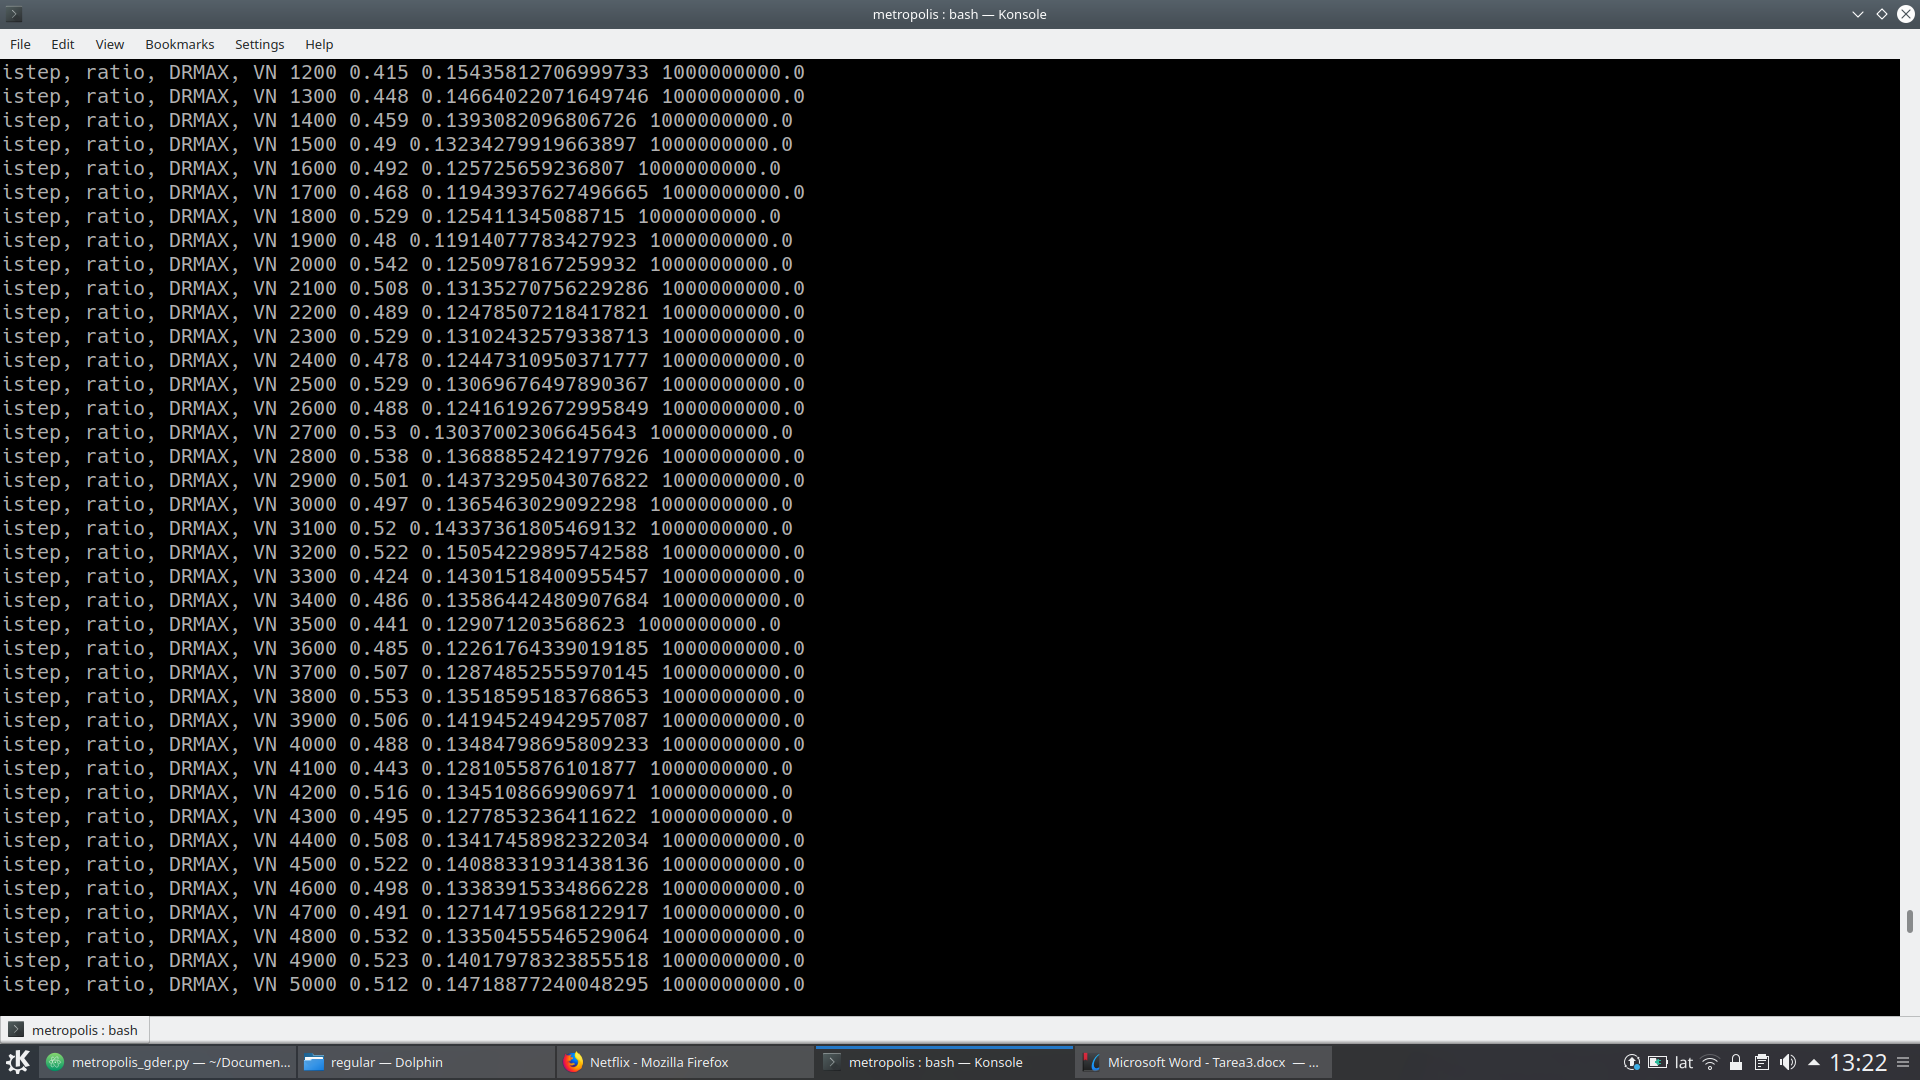 metropolis : bash — Konsole
File Edit View Bookmarks Settings Help
istep, ratio, DRMAX, VN 1200 0.415 0.15435812706999733 1000000000.0
istep, ratio, DRMAX, VN 1300 0.448 0.14664022071649746 1000000000.0
istep, ratio, DRMAX, VN 1400 0.459 0.1393082096806726 1000000000.0
istep, ratio, DRMAX, VN 1500 0.49 0.13234279919663897 1000000000.0
istep, ratio, DRMAX, VN 1600 0.492 0.125725659236807 1000000000.0
istep, ratio, DRMAX, VN 1700 0.468 0.11943937627496665 1000000000.0
istep, ratio, DRMAX, VN 1800 0.529 0.125411345088715 1000000000.0
istep, ratio, DRMAX, VN 1900 0.48 0.11914077783427923 1000000000.0
istep, ratio, DRMAX, VN 2000 0.542 0.1250978167259932 1000000000.0
istep, ratio, DRMAX, VN 2100 0.508 0.13135270756229286 1000000000.0
istep, ratio, DRMAX, VN 2200 0.489 0.12478507218417821 1000000000.0
istep, ratio, DRMAX, VN 2300 0.529 0.13102432579338713 1000000000.0
istep, ratio, DRMAX, VN 2400 0.478 0.12447310950371777 1000000000.0
istep, ratio, DRMAX, VN 2500 0.529 0.13069676497890367 1000000000.0
istep, ratio, DRMAX, VN 2600 0.488 0.12416192672995849 1000000000.0
istep, ratio, DRMAX, VN 2700 0.53 0.13037002306645643 1000000000.0
istep, ratio, DRMAX, VN 2800 0.538 0.13688852421977926 1000000000.0
istep, ratio, DRMAX, VN 2900 0.501 0.14373295043076822 1000000000.0
istep, ratio, DRMAX, VN 3000 0.497 0.1365463029092298 1000000000.0
istep, ratio, DRMAX, VN 3100 0.52 0.14337361805469132 1000000000.0
istep, ratio, DRMAX, VN 3200 0.522 0.150542298957425​88 1000000000.0
istep, ratio, DRMAX, VN 3300 0.424 0.14301518400955457 1000000000.0
istep, ratio, DRMAX, VN 3400 0.486 0.13586442480907684 1000000000.0
istep, ratio, DRMAX, VN 3500 0.441 0.129071203568623 1000000000.0
istep, ratio, DRMAX, VN 3600 0.485 0.12261764339019185 1000000000.0
istep, ratio, DRMAX, VN 3700 0.507 0.12874852555970145 1000000000.0
istep, ratio, DRMAX, VN 3800 0.553 0.13518595183768653 1000000000.0
istep, ratio, DRMAX, VN 3900 0.506 0.14194524942957087 1000000000.0
istep, ratio, DRMAX, VN 4000 0.488 0.13484798695809233 1000000000.0
istep, ratio, DRMAX, VN 4100 0.443 0.1281055876101877 1000000000.0
istep, ratio, DRMAX, VN 4200 0.516 0.1345108669906971 1000000000.0
istep, ratio, DRMAX, VN 4300 0.495 0.1277853236411622 1000000000.0
istep, ratio, DRMAX, VN 4400 0.508 0.13417458982322034 1000000000.0
istep, ratio, DRMAX, VN 4500 0.522 0.14088331931438136 1000000000.0
istep, ratio, DRMAX, VN 4600 0.498 0.13383915334866228 1000000000.0
istep, ratio, DRMAX, VN 4700 0.491 0.12714719568122917 1000000000.0
istep, ratio, DRMAX, VN 4800 0.532 0.13350455546529064 1000000000.0
istep, ratio, DRMAX, VN 4900 0.523 0.14017978323855518 1000000000.0
istep, ratio, DRMAX, VN 5000 0.512 0.14718877240048295 1000000000.0
metropolis : bash
metropolis_gder.py — ~/Documen... regular — Dolphin Netflix - Mozilla Firefox metropolis : bash — Konsole Microsoft Word - Tarea3.docx — ... lat 13:22